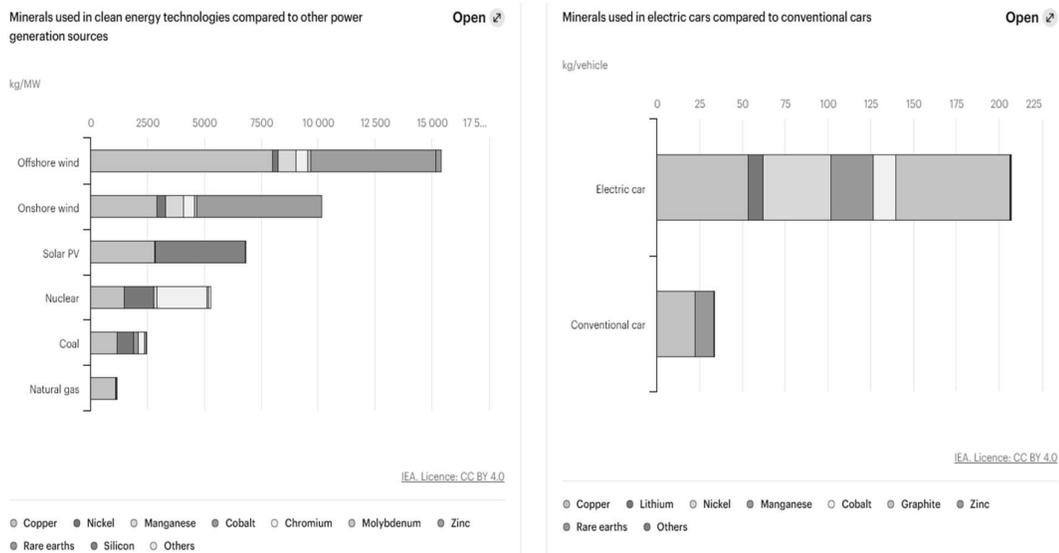 Minerals used in clean energy technologies compared to other power
generation sources
Open
kg/MW
0 2500 5000 7500 10 000 12 500 15 000 17 5...
Offshore wind
Onshore wind
Solar PV
Nuclear
Coal
Natural gas
IEA. Licence: CC BY 4.0
Copper Nickel Manganese Cobalt Chromium Molybdenum Zinc
Rare earths Silicon Others
Minerals used in electric cars compared to conventional cars
Open
kg/vehicle
0 25 50 75 100 125 150 175 200 225
Electric car
Conventional car
IEA. Licence: CC BY 4.0
Copper Lithium Nickel Manganese Cobalt Graphite Zinc
Rare earths Others